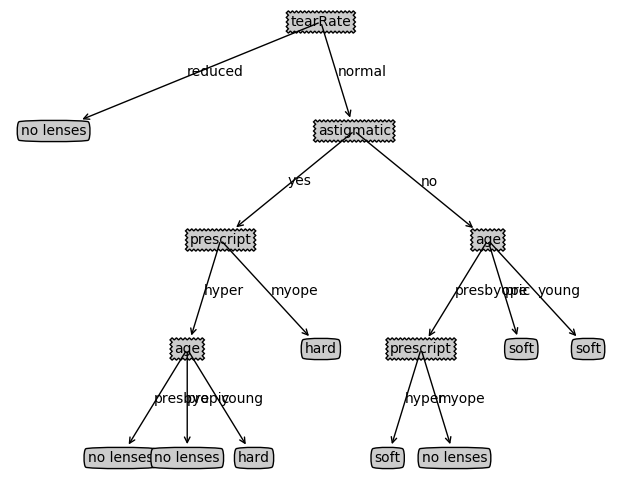 tearRate
reduced
normal
no lenses
astigmatic
yes
no
prescript
age
hyper
myope
presbyopic
pre
young
age
hard
prescript
soft
soft
presbyopic
pre
young
hyper
myope
no lenses
no lenses
hard
soft
no lenses